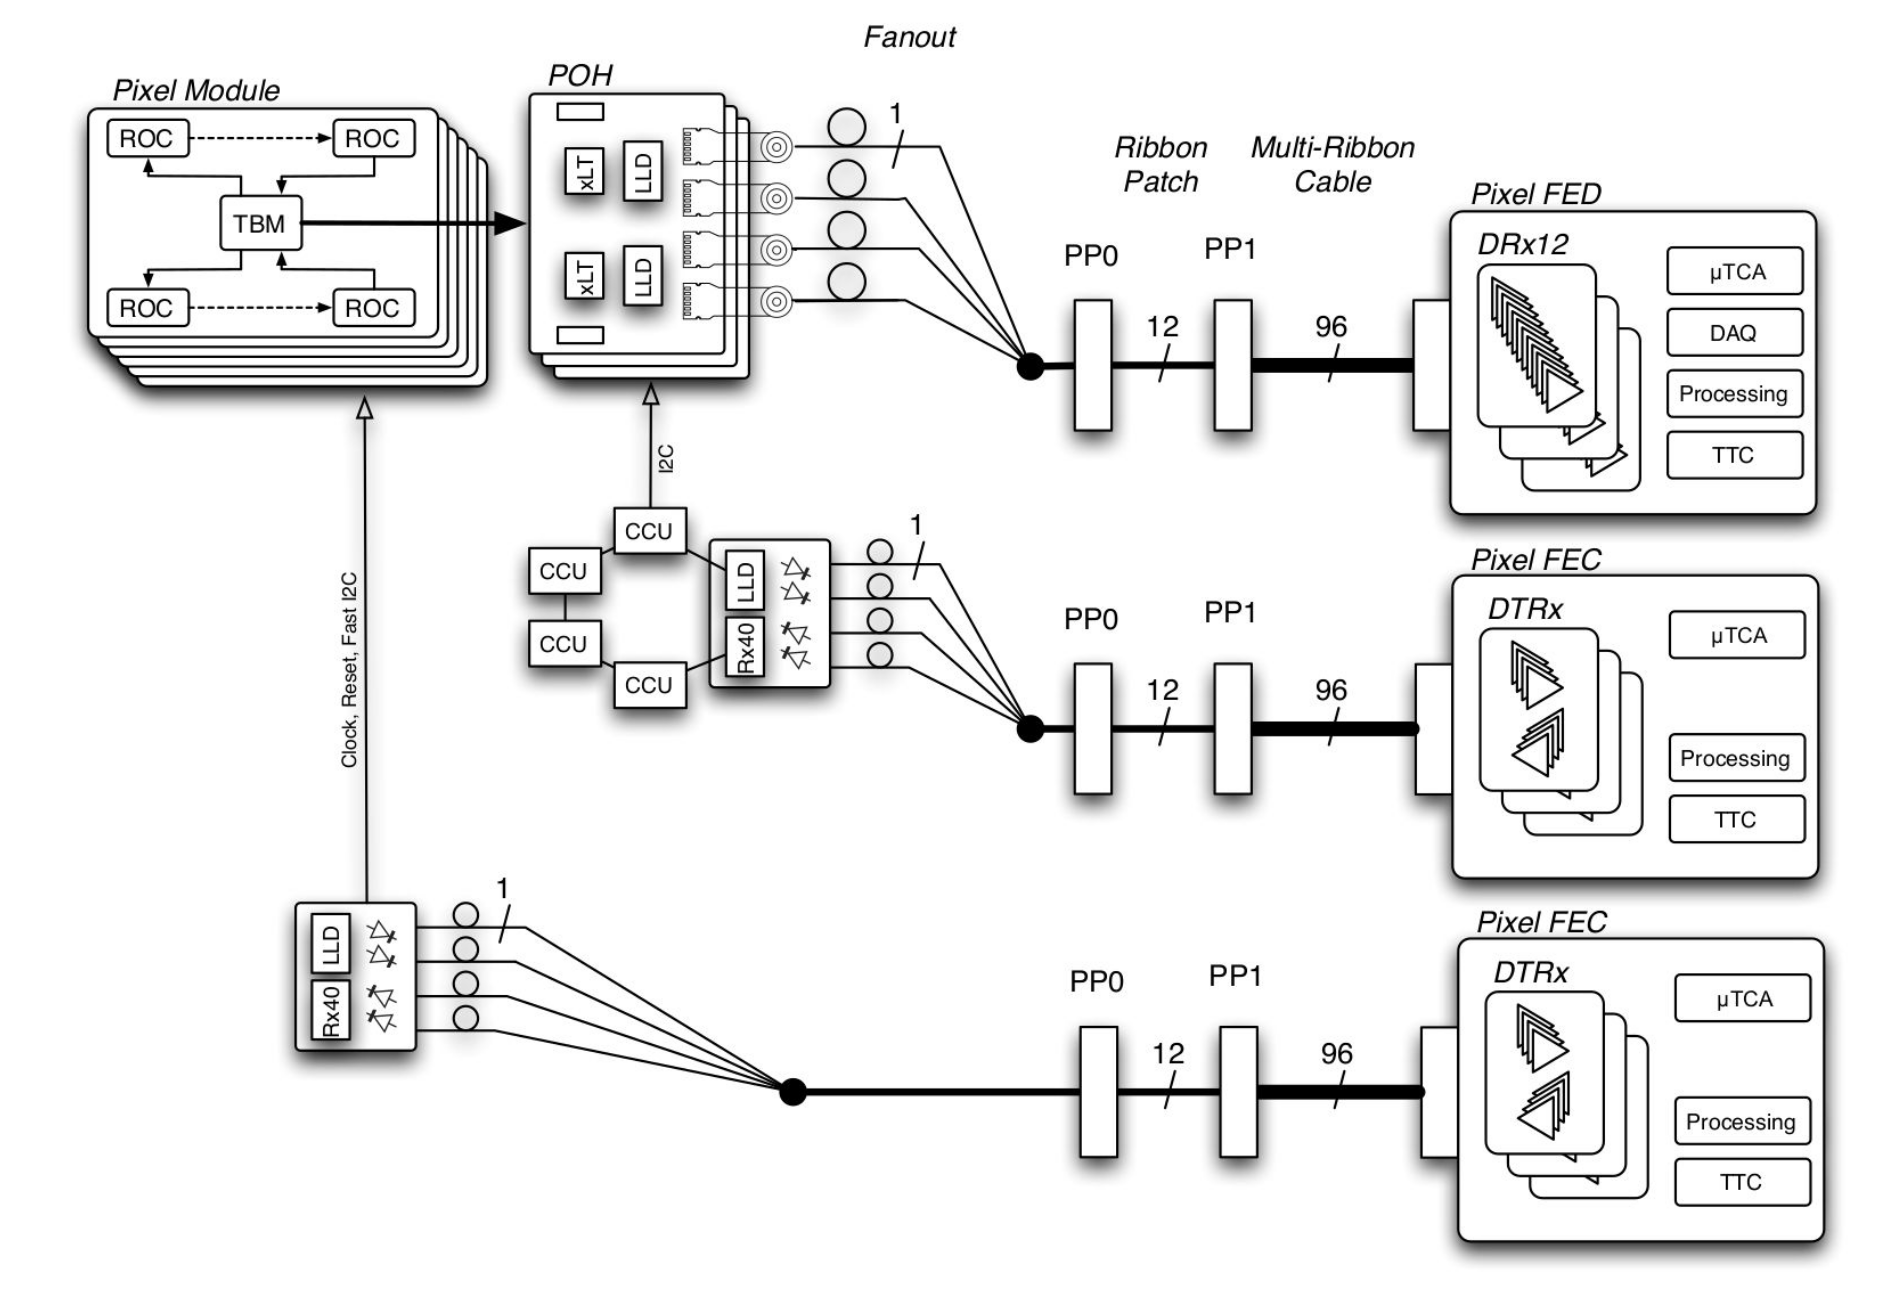 Fanout
Pixel Module
POH
ROC
ROC
TBM
ROC
ROC
xLT
LLD
xLT
LLD
1
Ribbon
Patch
Multi-Ribbon
Cable
PP0
PP1
12
96
Pixel FED
DRx12
µTCA
DAQ
Processing
TTC
I2C
CCU
CCU
CCU
CCU
LLD
Rx40
1
PP0
PP1
12
96
Pixel FEC
DTRx
µTCA
Processing
TTC
Clock, Reset, Fast I2C
LLD
Rx40
1
PP0
PP1
12
96
Pixel FEC
DTRx
µTCA
Processing
TTC